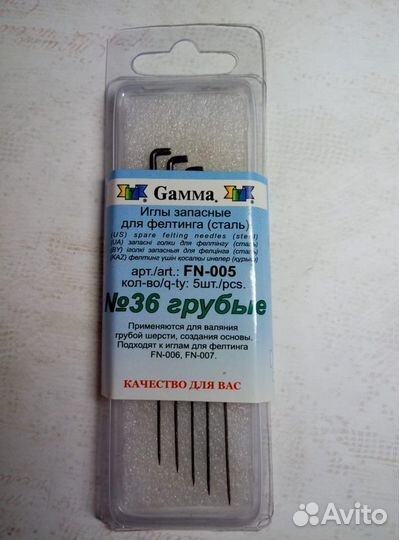 Gamma.
Иглы запасные
для фелтинга (сталь)
(US) spare felting needles (steel)
(UA) запасні голки для фелтінгу (сталь)
(BY) іголкі запасныя для фелцінга (сталь)
(KAZ) фелтинг үшін қосалқы инелер (құрыш)
арт./art.: FN-005
кол-во/q-ty: 5шт./pcs.
№36 грубые
Применяются для валяния
грубой шерсти, создания основы.
Подходят к иглам для фелтинга
FN-006, FN-007.
КАЧЕСТВО ДЛЯ ВАС
Avito